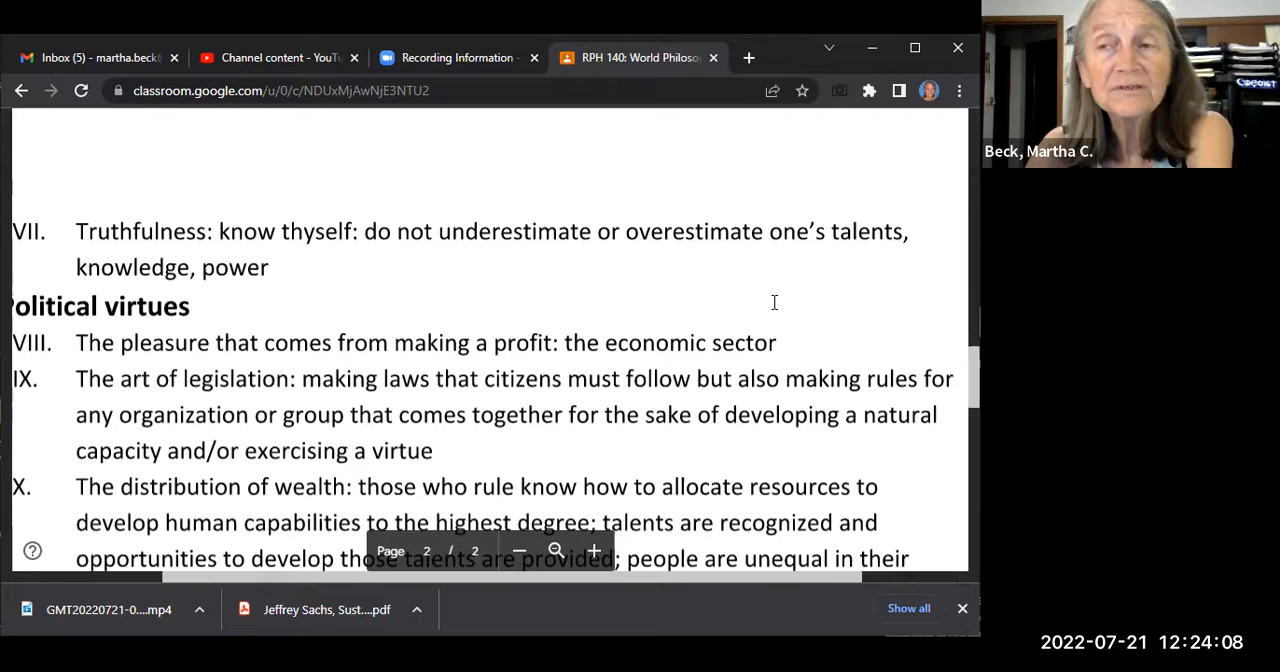 Inbox (5) - martha.beck
Channel content - YouTu
Recording Information -
RPH 140: World Philoso
classroom.google.com/u/0/c/NDUxMjAwNjE3NTU2
Beck, Martha C.
VII. Truthfulness: know thyself: do not underestimate or overestimate one’s talents,
knowledge, power
olitical virtues
VIII. The pleasure that comes from making a profit: the economic sector
IX. The art of legislation: making laws that citizens must follow but also making rules for
any organization or group that comes together for the sake of developing a natural
capacity and/or exercising a virtue
X. The distribution of wealth: those who rule know how to allocate resources to
develop human capabilities to the highest degree; talents are recognized and
opportunities to develop those talents are provided; people are unequal in their
Page 2 / 2
GMT20220721-0....mp4
Jeffrey Sachs, Sust....pdf
Show all
2022-07-21 12:24:08